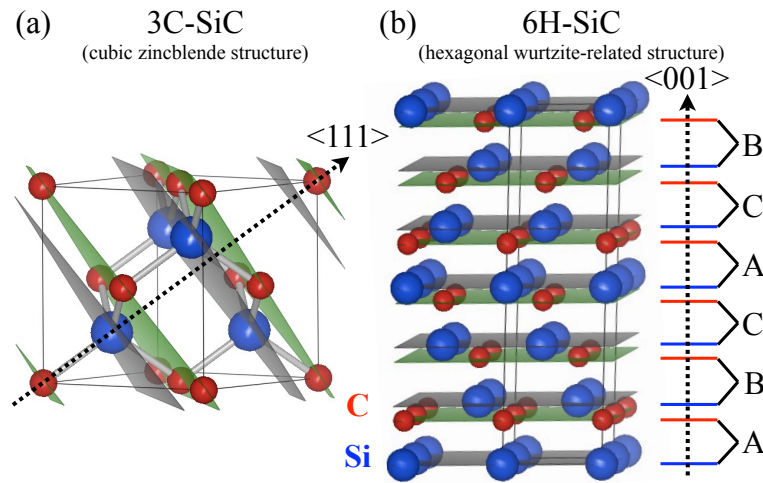 (a) 3C-SiC
(cubic zincblende structure)
<111>
(b) 6H-SiC
(hexagonal wurtzite-related structure)
<001>
B
C
A
C
B
A
C
Si